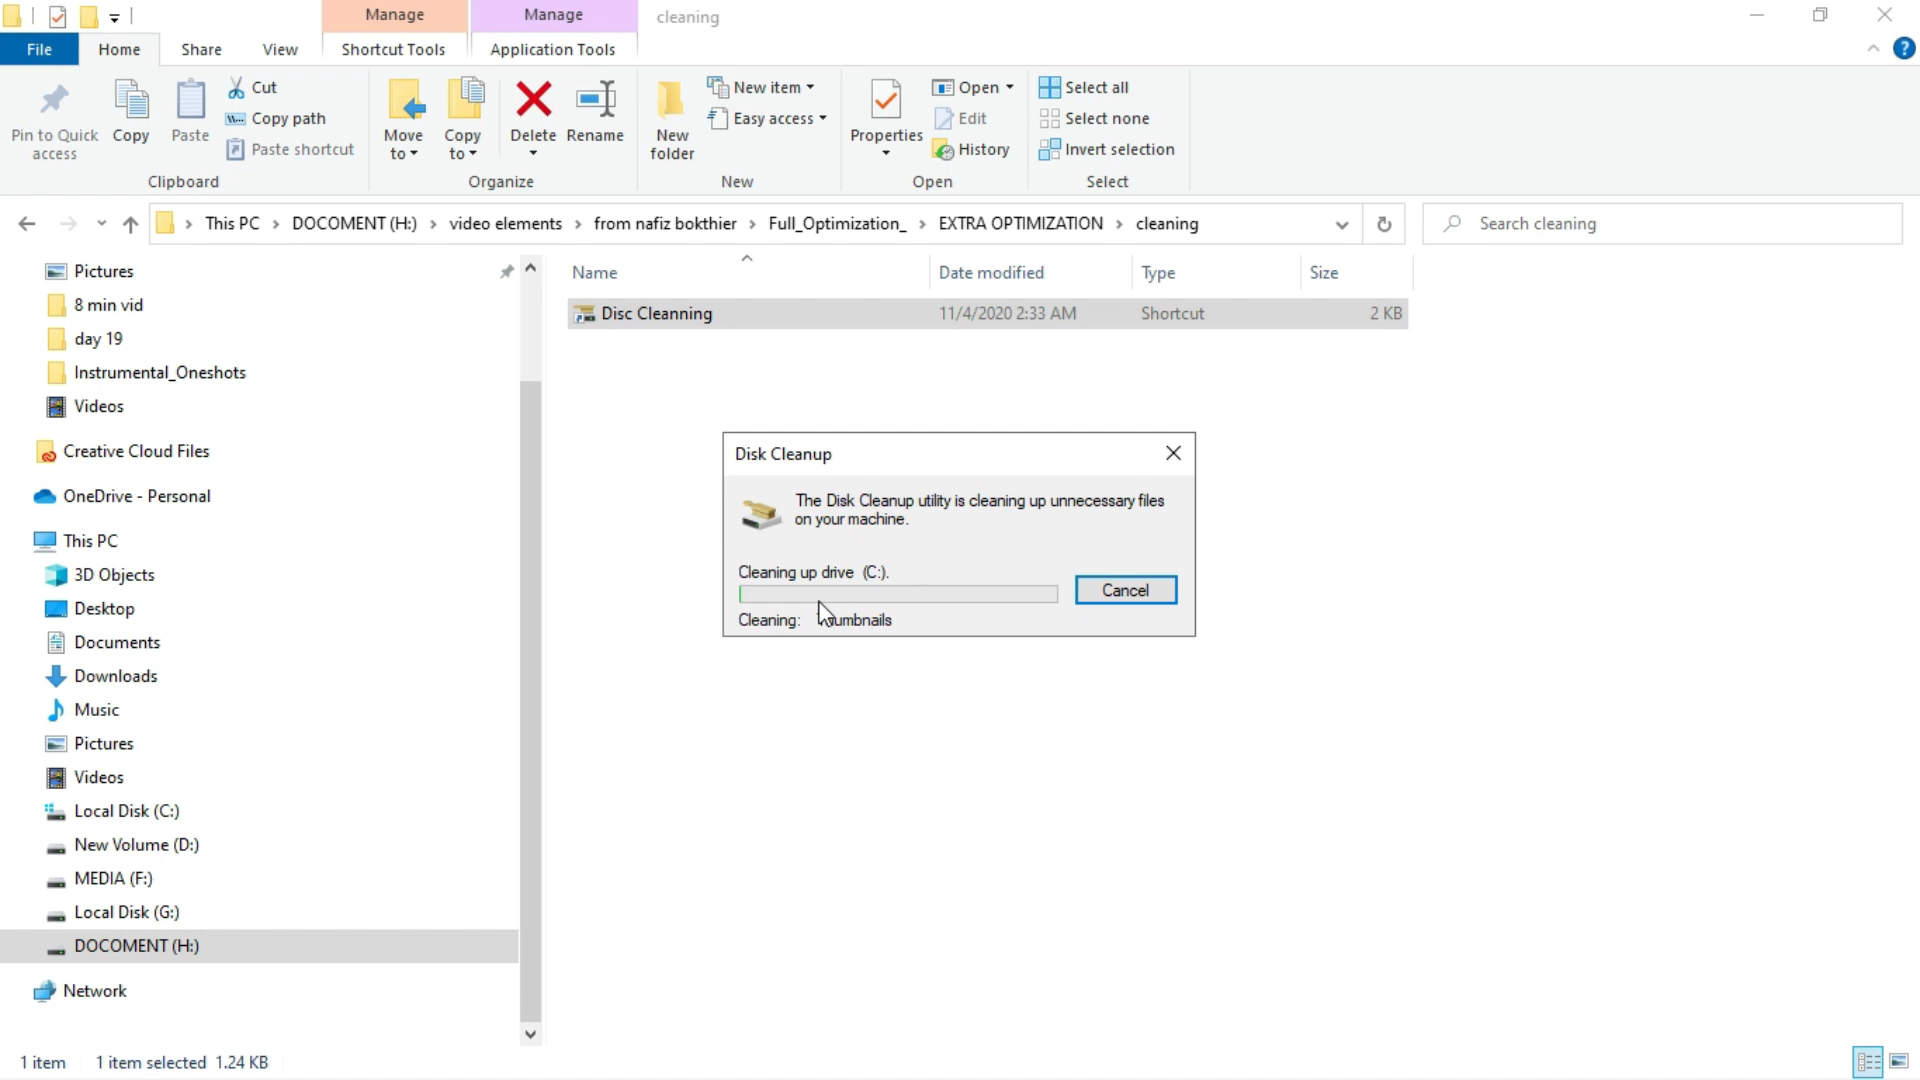 Manage
Manage
cleaning
File
Home
Share
View
Shortcut Tools
Application Tools
?
Pin to Quick
access
Copy
Paste
Cut
Copy path
Paste shortcut
Clipboard
Move
to
Copy
to
Delete
Rename
Organize
New
folder
New item
Easy access
New
Properties
Open
Edit
History
Open
Select all
Select none
Invert selection
Select
This PC > DOCOMENT (H:) > video elements > from nafiz bokthier > Full_Optimization_ > EXTRA OPTIMIZATION > cleaning
Search cleaning
Pictures
8 min vid
day 19
Instrumental_Oneshots
Videos
Creative Cloud Files
OneDrive - Personal
This PC
3D Objects
Desktop
Documents
Downloads
Music
Pictures
Videos
Local Disk (C:)
New Volume (D:)
MEDIA (F:)
Local Disk (G:)
DOCOMENT (H:)
Network
Name Date modified Type Size
Disc Cleanning 11/4/2020 2:33 AM Shortcut 2 KB
Disk Cleanup
The Disk Cleanup utility is cleaning up unnecessary files
on your machine.
Cleaning up drive (C:).
Cancel
Cleaning:
1 item 1 item selected 1.24 KB